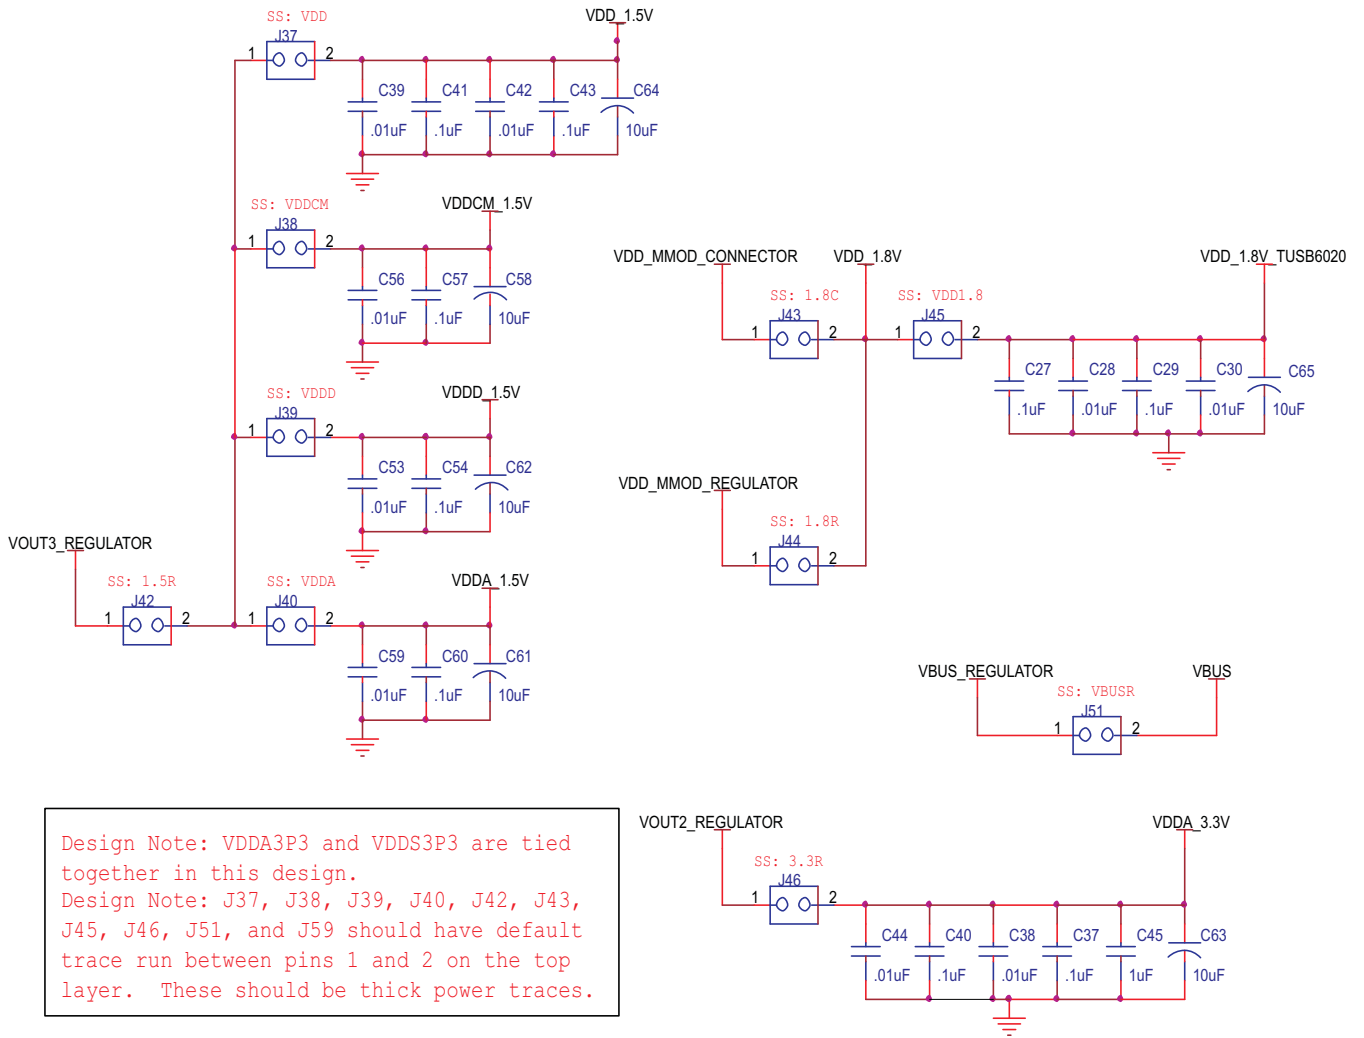 SS: VDD
J37
1
2
VDD_1.5V
C39
C41
C42
C43
C64
.01uF
.1uF
.01uF
.1uF
10uF
SS: VDDCM
J38
1
2
VDDCM_1.5V
C56
C57
C58
.01uF
.1uF
10uF
SS: VDDD
J39
1
2
VDDD_1.5V
C53
C54
C62
.01uF
.1uF
10uF
VOUT3_REGULATOR
SS: 1.5R
J42
1
2
SS: VDDA
J40
1
2
VDDA_1.5V
C59
C60
C61
.01uF
.1uF
10uF
VDD_MMOD_CONNECTOR
SS: 1.8C
J43
1
2
VDD_1.8V
SS: VDD1.8
J45
1
2
VDD_1.8V_TUSB6020
C27
C28
C29
C30
C65
.1uF
.01uF
.1uF
.01uF
10uF
VDD_MMOD_REGULATOR
SS: 1.8R
J44
1
2
VBUS_REGULATOR
SS: VBUSR
J51
1
2
VBUS
VOUT2_REGULATOR
SS: 3.3R
J46
1
2
VDDA_3.3V
C44
C40
C38
C37
C45
C63
.01uF
.1uF
.01uF
.1uF
1uF
10uF
Design Note: VDDA3P3 and VDDS3P3 are tied
together in this design.
Design Note: J37, J38, J39, J40, J42, J43,
J45, J46, J51, and J59 should have default
trace run between pins 1 and 2 on the top
layer.  These should be thick power traces.